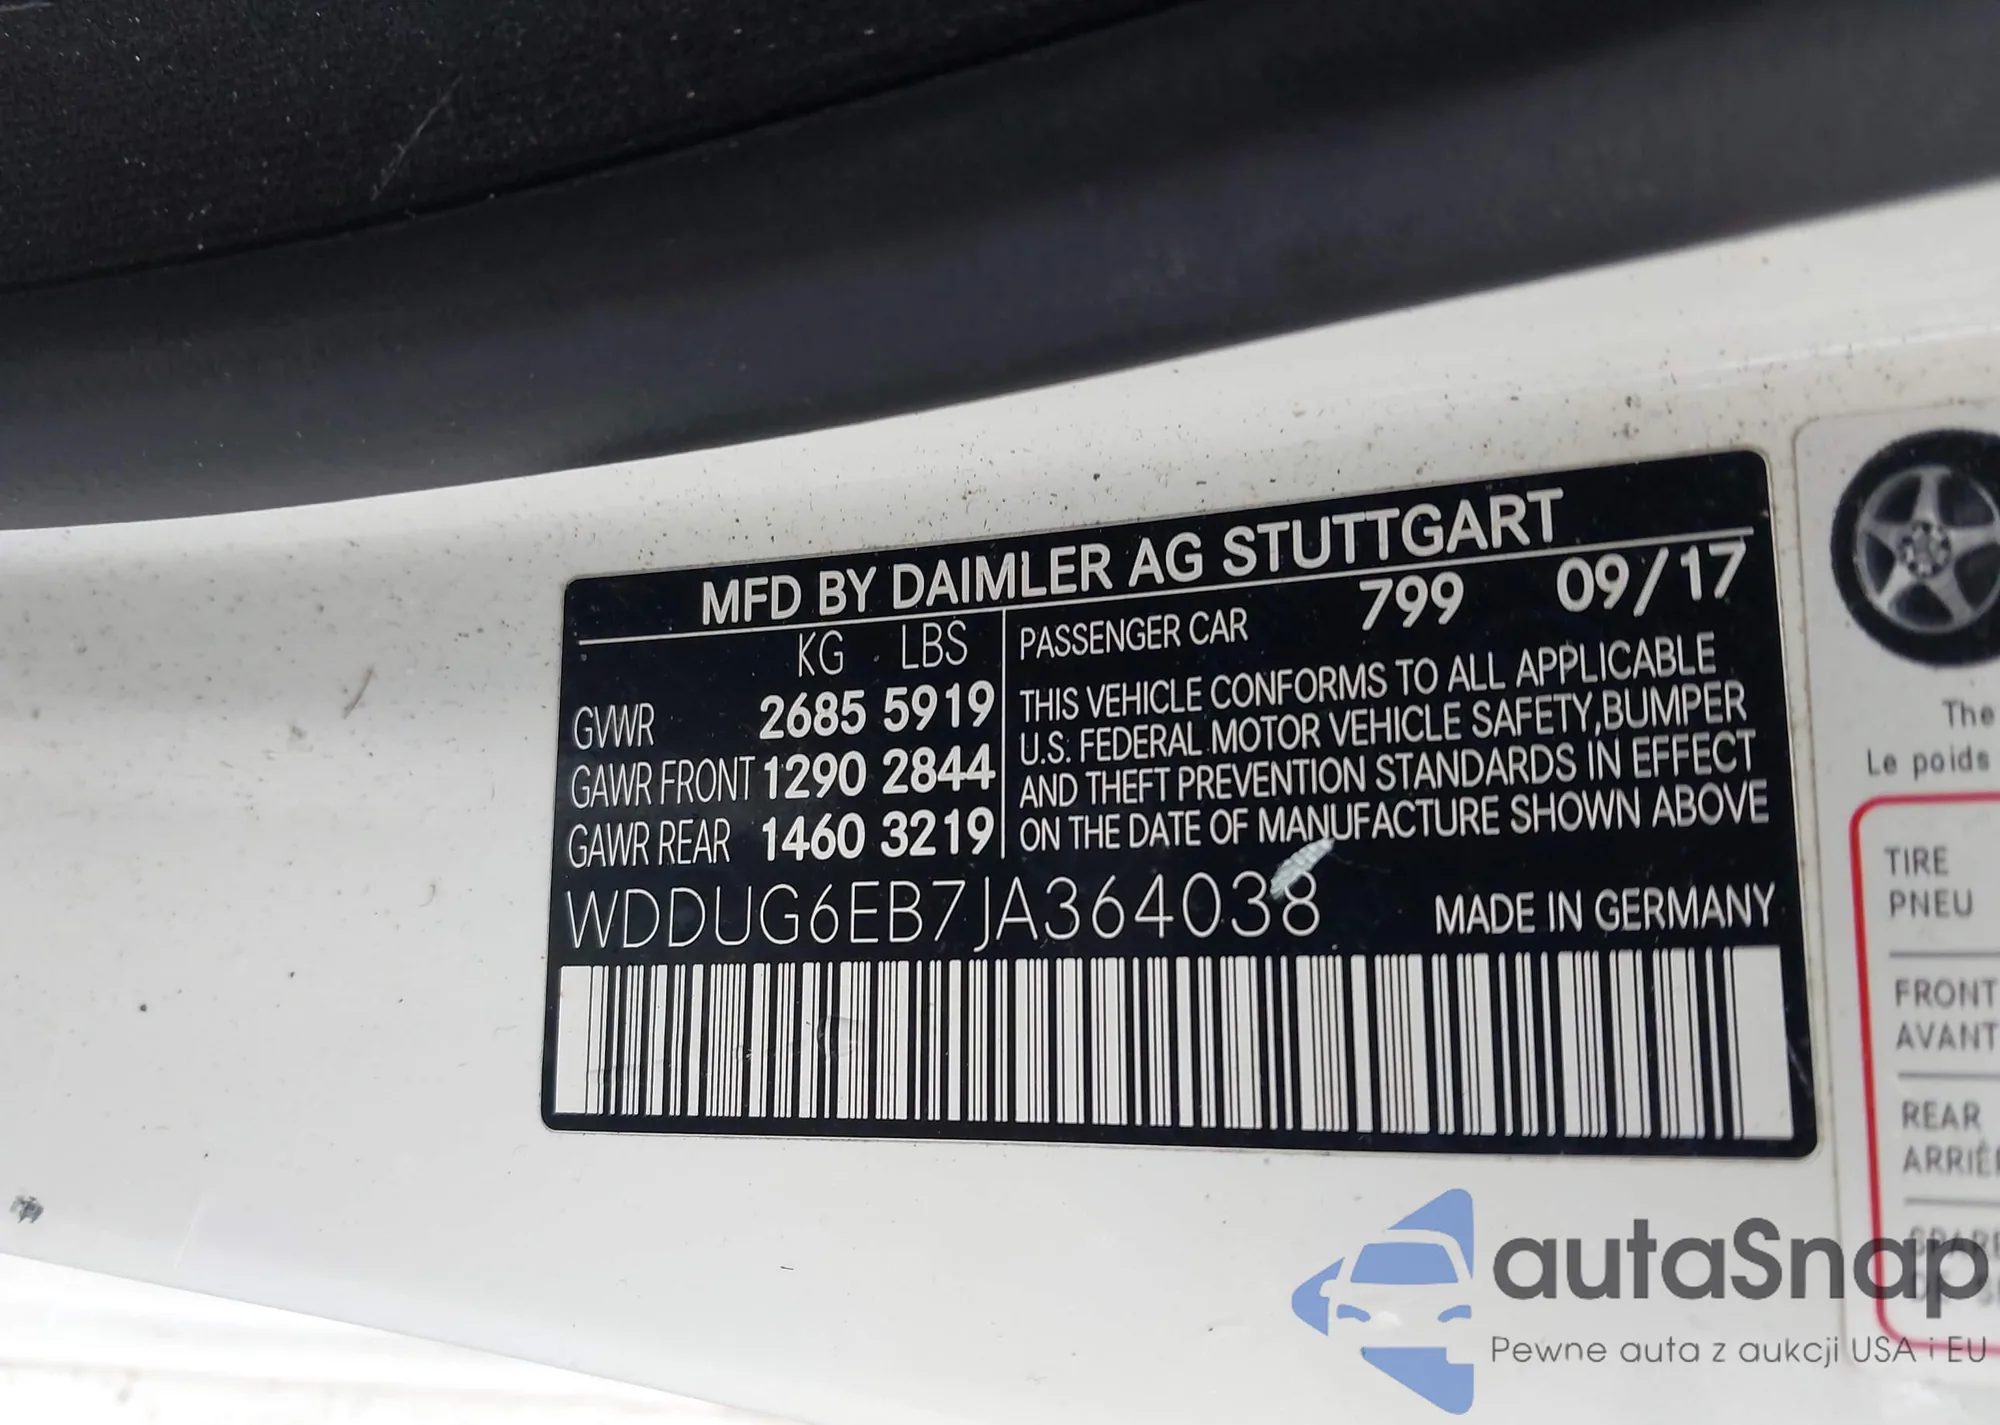 MFD BY DAIMLER AG STUTTGART
KG LBS
GVWR 2685 5919
GAWR FRONT 1290 2844
GAWR REAR 1460 3219
PASSENGER CAR 799 09/17
THIS VEHICLE CONFORMS TO ALL APPLICABLE
U.S. FEDERAL MOTOR VEHICLE SAFETY,BUMPER
AND THEFT PREVENTION STANDARDS IN EFFECT
ON THE DATE OF MANUFACTURE SHOWN ABOVE
WDDUG6EB7JA364038 MADE IN GERMANY
The
Le poids
TIRE
PNEU
FRONT
AVANT
REAR
autaSnap
Pewne auta z aukcji USA i EU